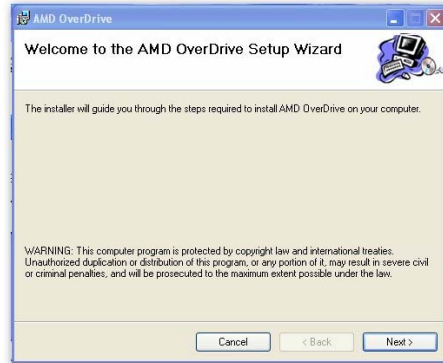 AMD OverDrive
Welcome to the AMD OverDrive Setup Wizard
The installer will guide you through the steps required to install AMD OverDrive on your computer.
WARNING: This computer program is protected by copyright law and international treaties.
Unauthorized duplication or distribution of this program, or any portion of it, may result in severe civil
or criminal penalties, and will be prosecuted to the maximum extent possible under the law.
Cancel < Back Next >